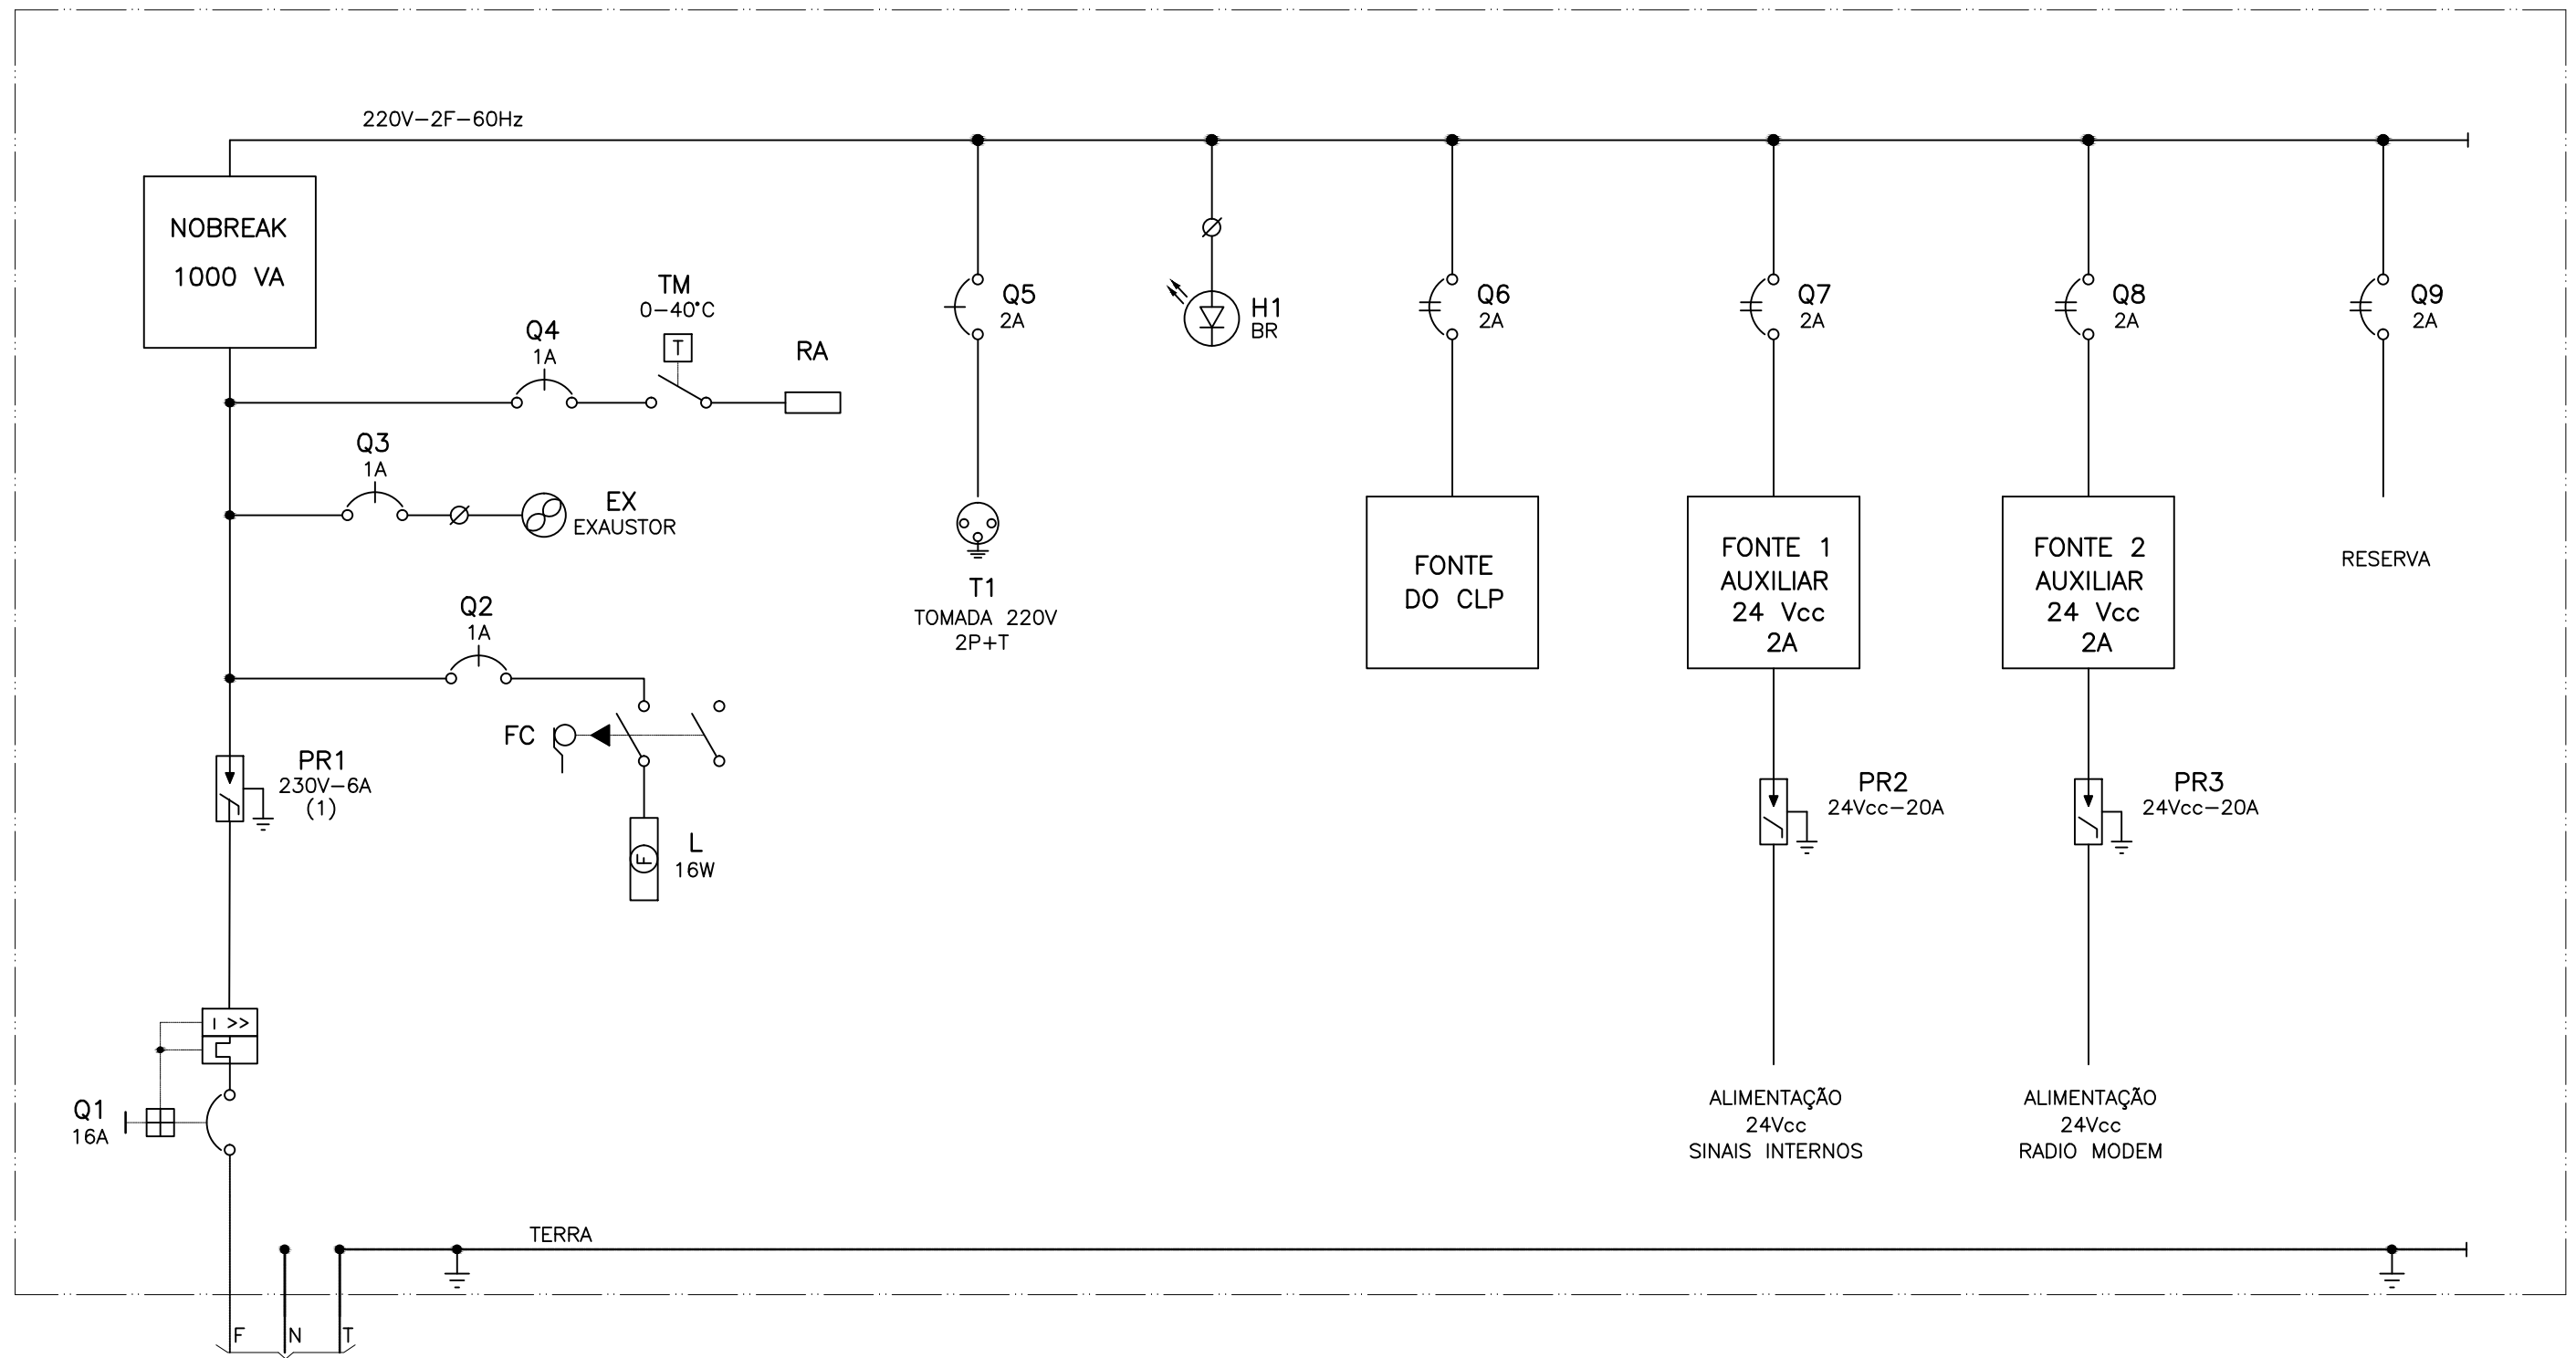 220V-2F-60Hz
NOBREAK
1000 VA
TM
0-40°C
T
Q4
1A
RA
Q3
1A
EX
EXAUSTOR
Q2
1A
FC
F
L
16W
PR1
230V-6A
(1)
I >>
Q1
16A
Q5
2A
T1
TOMADA 220V
2P+T
H1
BR
Q6
2A
FONTE
DO CLP
Q7
2A
FONTE 1
AUXILIAR
24 Vcc
2A
PR2
24Vcc-20A
ALIMENTAÇÃO
24Vcc
SINAIS INTERNOS
Q8
2A
FONTE 2
AUXILIAR
24 Vcc
2A
PR3
24Vcc-20A
ALIMENTAÇÃO
24Vcc
RADIO MODEM
Q9
2A
RESERVA
TERRA
F
N
T